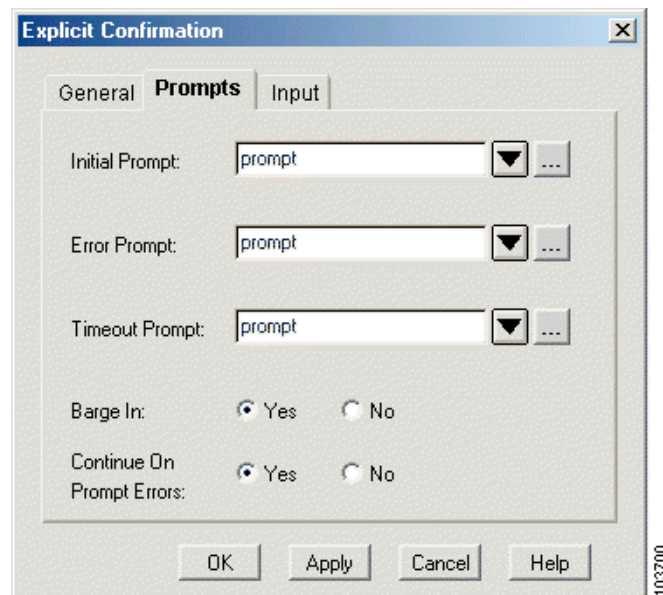 Explicit Confirmation
General Prompts Input
Initial Prompt: prompt ...
Error Prompt: prompt ...
Timeout Prompt: prompt ...
Barge In: Yes No
Continue On
Prompt Errors: Yes No
OK Apply Cancel Help
103700